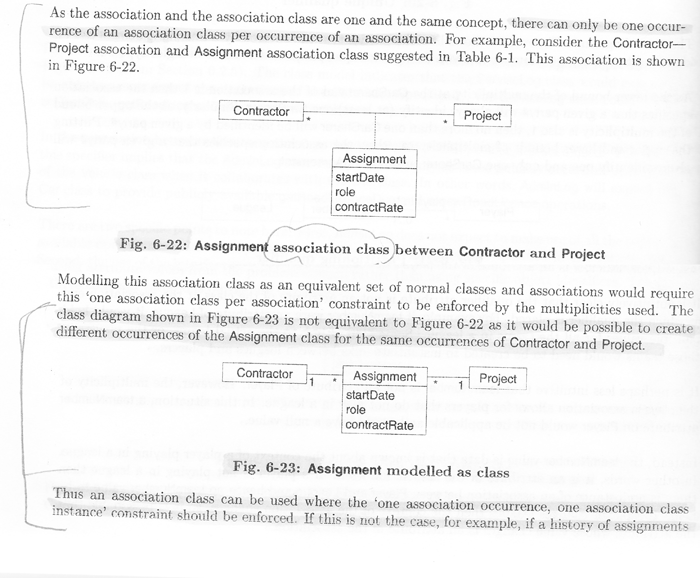 As the association and the association class are one and the same concept, there can only be one occur-
rence of an association class per occurrence of an association. For example, consider the Contractor—
Project association and Assignment association class suggested in Table 6-1. This association is shown
in Figure 6-22.
Contractor
*
*
Project
Assignment
startDate
role
contractRate
Fig. 6-22: Assignment association class between Contractor and Project
Modelling this association class as an equivalent set of normal classes and associations would require
this 'one association class per association' constraint to be enforced by the multiplicities used. The
class diagram shown in Figure 6-23 is not equivalent to Figure 6-22 as it would be possible to create
different occurrences of the Assignment class for the same occurrences of Contractor and Project.
Contractor
1
*
Assignment
*
1
Project
startDate
role
contractRate
Fig. 6-23: Assignment modelled as class
Thus an association class can be used where the 'one association occurrence, one association class
instance' constraint should be enforced. If this is not the case, for example, if a history of assignments